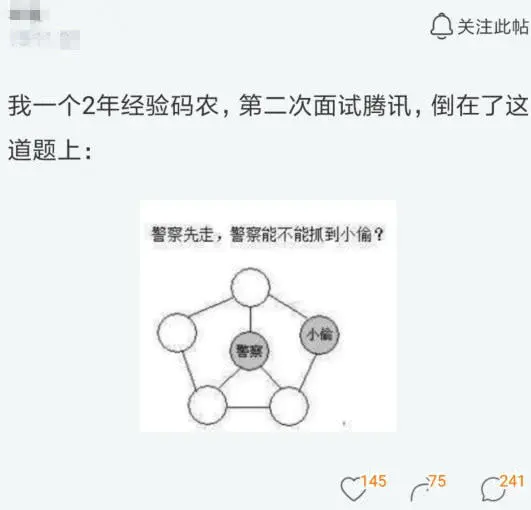 关注此帖
我一个2年经验码农，第二次面试腾讯，倒在了这
道题上：
警察先走，警察能不能抓到小偷？
小偷
警察
145
75
241